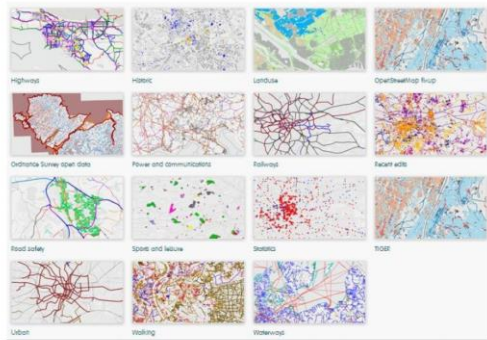 Highways
Historic
Landuse
OpenStreetMap fixup
Ordnance Survey open data
Power and communications
Railways
Recent edits
Road safety
Sports and leisure
Statistics
TIGER
Urban
Walking
Waterways